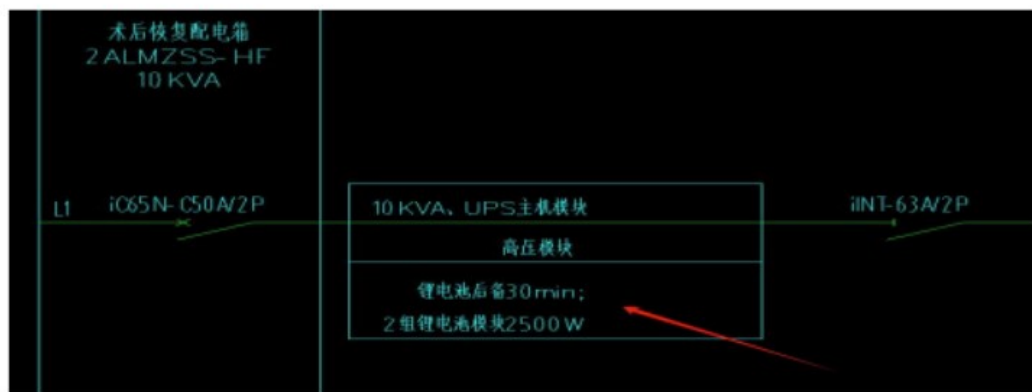 术后恢复配电箱
2ALMZSS-HF
10KVA
L1
iC65N-C50A/2P
10KVA、UPS主机模块
高压模块
锂电池后备30min；
2组锂电池模块2500W
iINT-63A/2P